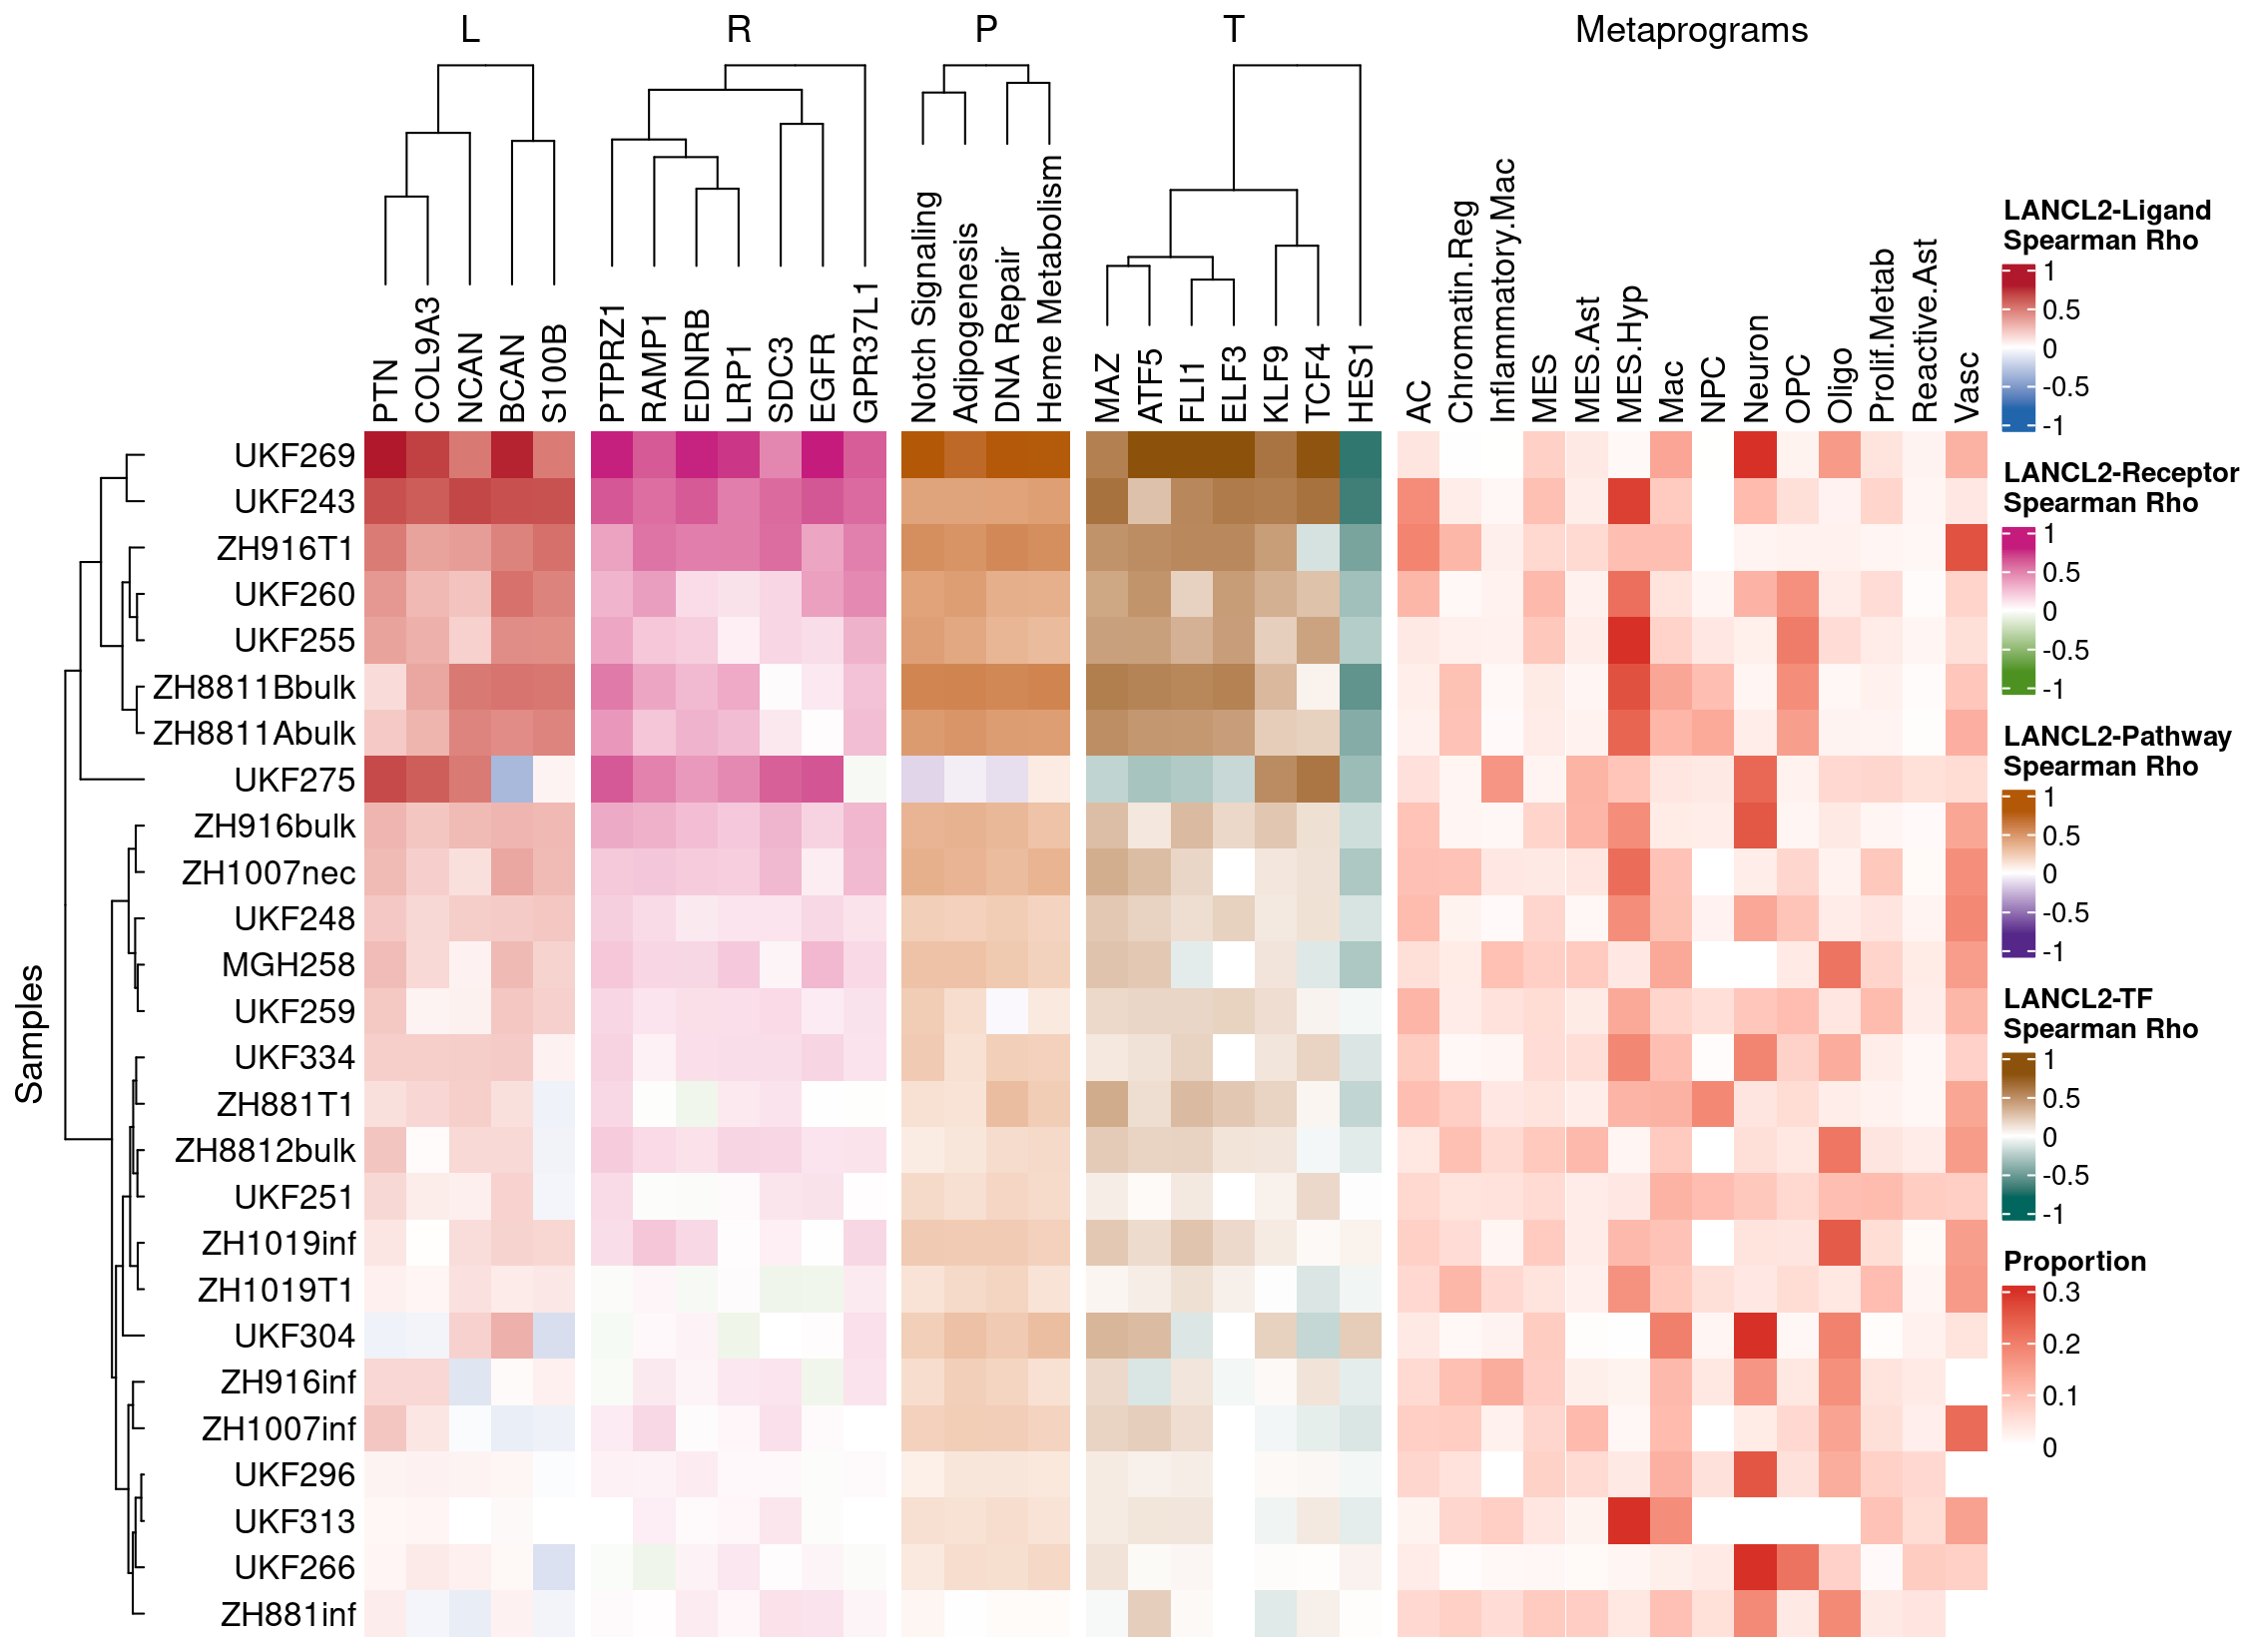 L
R
P
T
Metaprograms
PTN
COL9A3
NCAN
BCAN
S100B
PTPRZ1
RAMP1
EDNRB
LRP1
SDC3
EGFR
GPR37L1
Notch Signaling
Adipogenesis
DNA Repair
Heme Metabolism
MAZ
ATF5
FLI1
ELF3
KLF9
TCF4
HES1
AC
Chromatin.Reg
Inflammatory.Mac
MES
MES.Ast
MES.Hyp
Mac
NPC
Neuron
OPC
Oligo
Prolif.Metab
Reactive.Ast
Vasc
Samples
UKF269
UKF243
ZH916T1
UKF260
UKF255
ZH8811Bbulk
ZH8811Abulk
UKF275
ZH916bulk
ZH1007nec
UKF248
MGH258
UKF259
UKF334
ZH881T1
ZH8812bulk
UKF251
ZH1019inf
ZH1019T1
UKF304
ZH916inf
ZH1007inf
UKF296
UKF313
UKF266
ZH881inf
LANCL2-Ligand
Spearman Rho
1
0.5
0
-0.5
-1
LANCL2-Receptor
Spearman Rho
1
0.5
0
-0.5
-1
LANCL2-Pathway
Spearman Rho
1
0.5
0
-0.5
-1
LANCL2-TF
Spearman Rho
1
0.5
0
-0.5
-1
Proportion
0.3
0.2
0.1
0